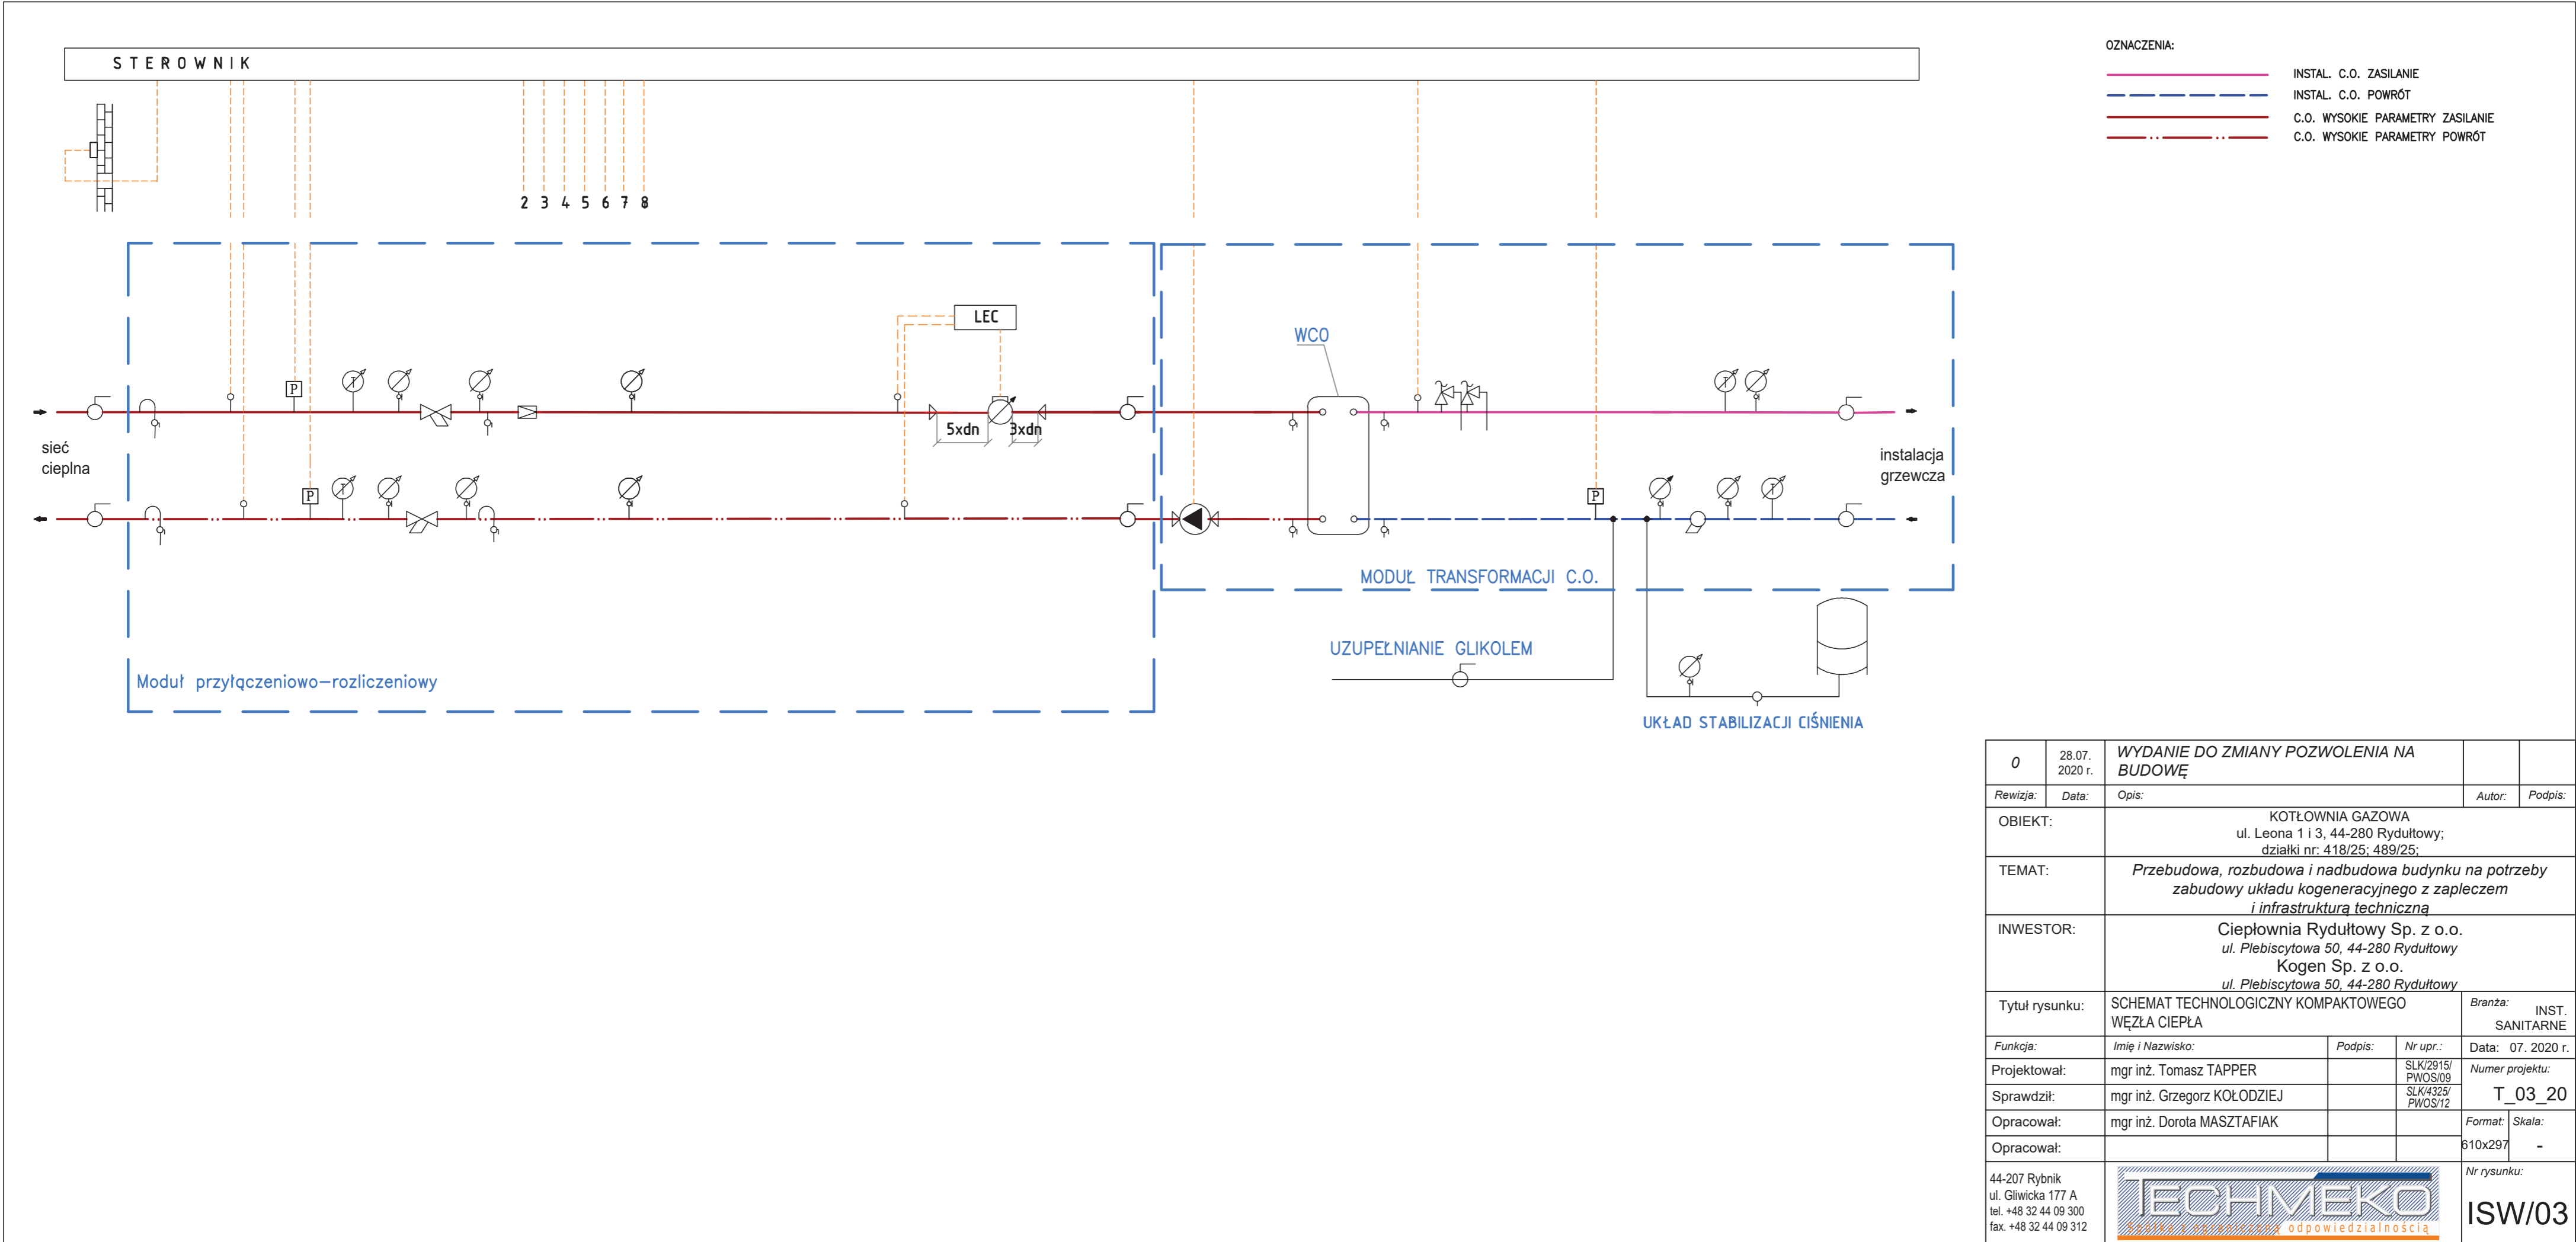 STEROWNIK
OZNACZENIA:
INSTAL. C.O. ZASILANIE
INSTAL. C.O. POWRÓT
C.O. WYSOKIE PARAMETRY ZASILANIE
C.O. WYSOKIE PARAMETRY POWRÓT
2 3 4 5 6 7 8
LEC
WCO
P
T
T
5xdn
3xdn
sieć
cieplna
instalacja
grzewcza
P
T
P
T
MODUŁ TRANSFORMACJI C.O.
UZUPEŁNIANIE GLIKOLEM
Moduł przyłączeniowo-rozliczeniowy
UKŁAD STABILIZACJI CIŚNIENIA
0
28.07.
2020 r.
WYDANIE DO ZMIANY POZWOLENIA NA
BUDOWĘ
Rewizja: Data: Opis: Autor: Podpis:
OBIEKT:
KOTŁOWNIA GAZOWA
ul. Leona 1 i 3, 44-280 Rydułtowy;
działki nr: 418/25; 489/25;
TEMAT:
Przebudowa, rozbudowa i nadbudowa budynku na potrzeby
zabudowy układu kogeneracyjnego z zapleczem
i infrastrukturą techniczną
INWESTOR:
Ciepłownia Rydułtowy Sp. z o.o.
ul. Plebiscytowa 50, 44-280 Rydułtowy
Kogen Sp. z o.o.
ul. Plebiscytowa 50, 44-280 Rydułtowy
Tytuł rysunku:
SCHEMAT TECHNOLOGICZNY KOMPAKTOWEGO
WĘZŁA CIEPŁA
Branża:
INST.
SANITARNE
Funkcja: Imię i Nazwisko: Podpis: Nr upr.: Data: 07. 2020 r.
Projektował: mgr inż. Tomasz TAPPER
SLK/2915/
PWOS/09
Numer projektu:
T_03_20
Sprawdził: mgr inż. Grzegorz KOŁODZIEJ
SLK/4325/
PWOS/12
Opracował: mgr inż. Dorota MASZTAFIAK
Format: Skala:
610x297 -
Opracował:
44-207 Rybnik
ul. Gliwicka 177 A
tel. +48 32 44 09 300
fax. +48 32 44 09 312
TECHMEKO
Spółka z ograniczoną odpowiedzialnością
Nr rysunku:
ISW/03